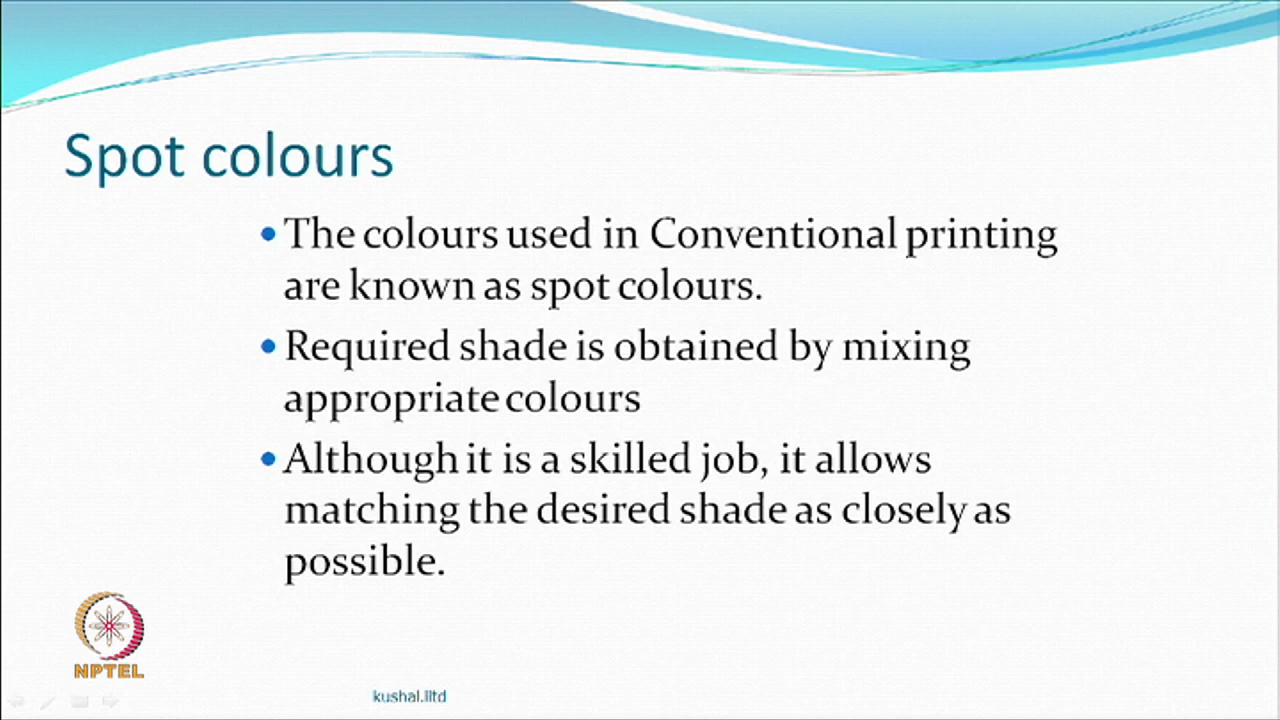 Spot colours
The colours used in Conventional printing
are known as spot colours.
Required shade is obtained by mixing
appropriate colours
Although it is a skilled job, it allows
matching the desired shade as closely as
possible.
NPTEL
kushal.iitd